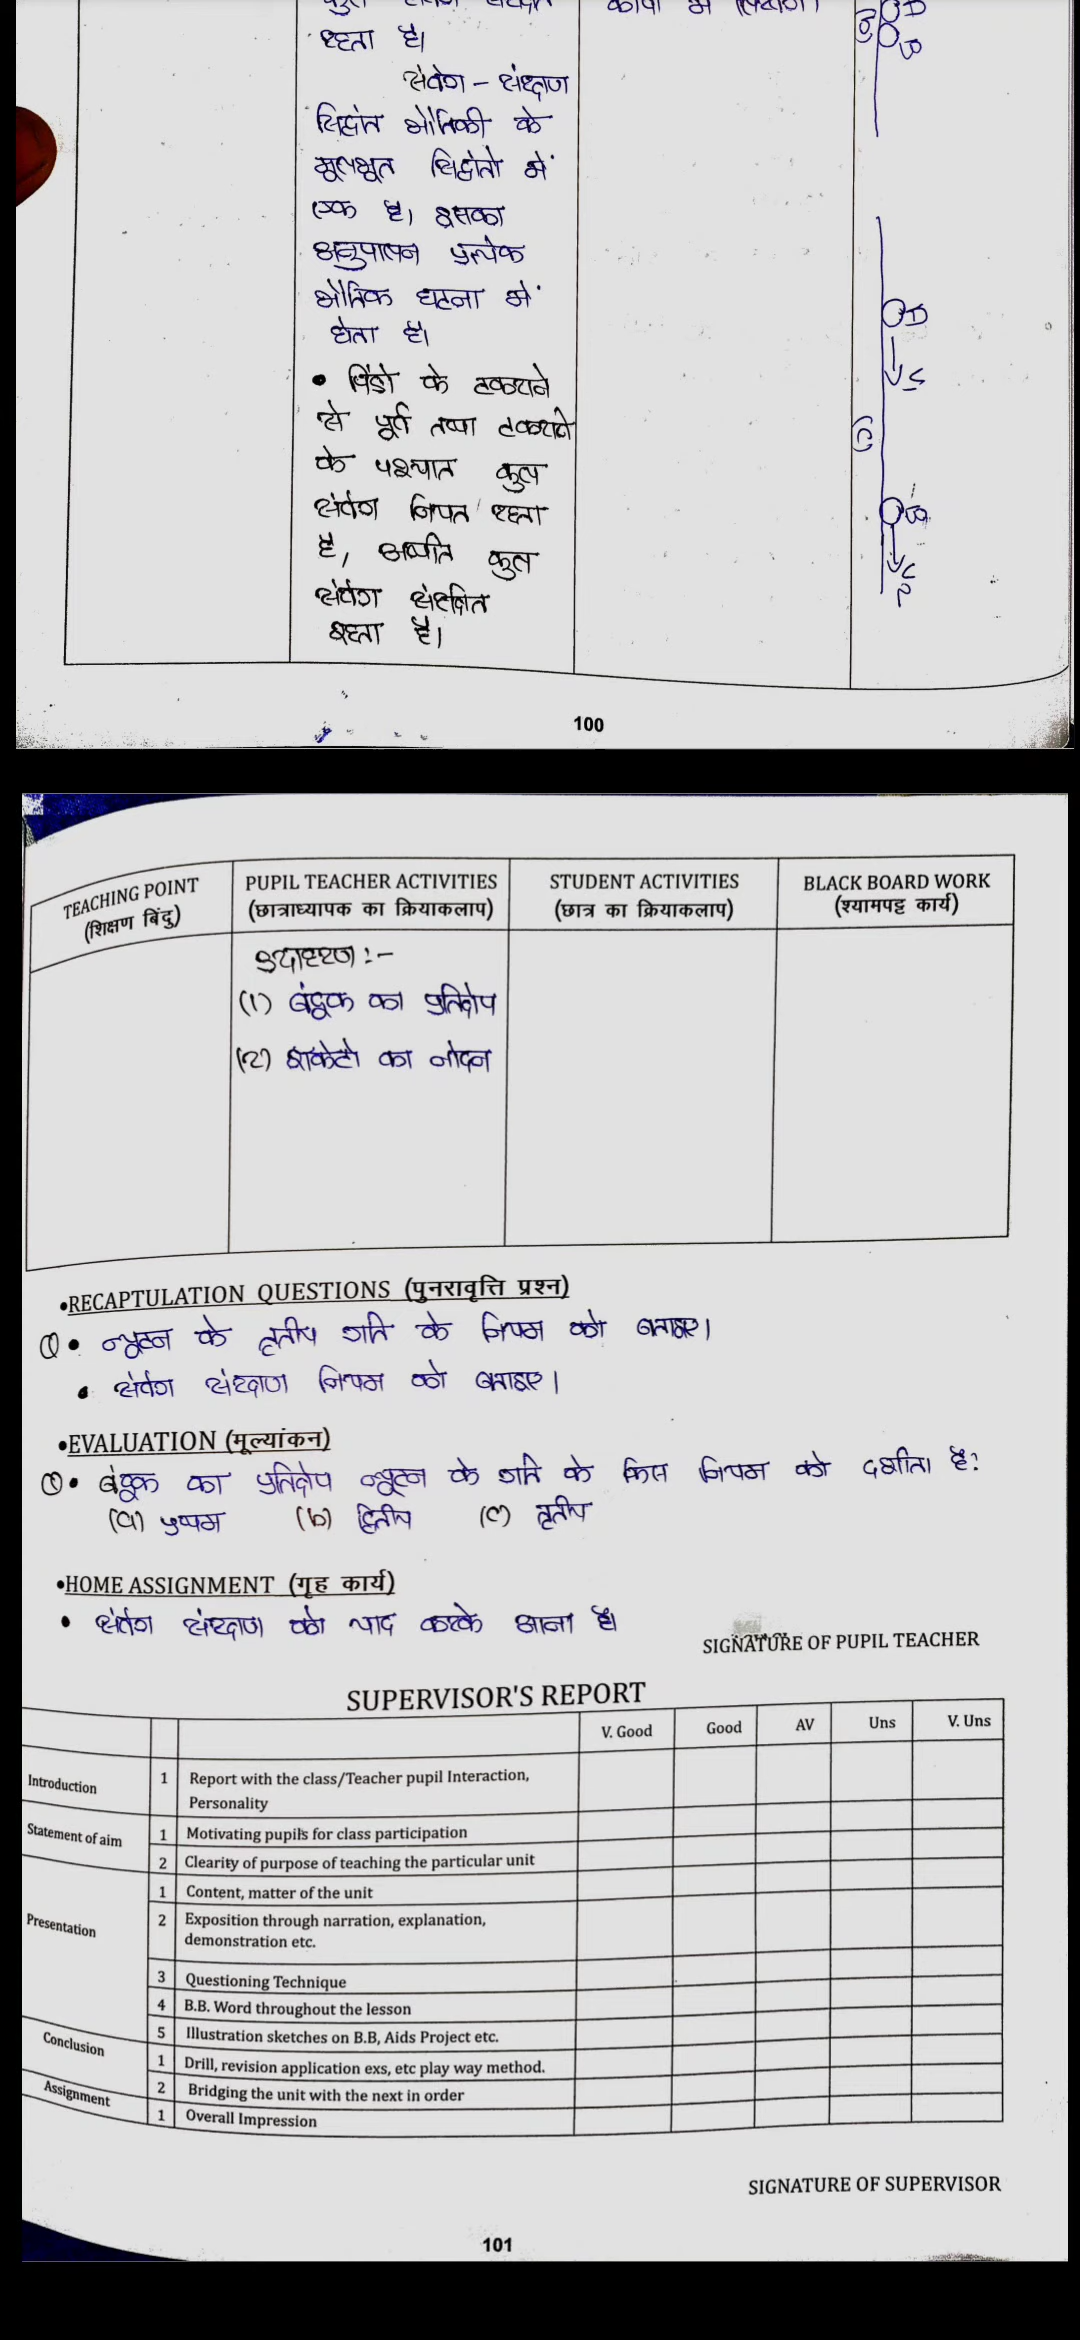 रहता है।
संवेग - संरक्षण
सिद्धांत भौतिकी के
मूलभूत सिद्धांतो में
एक है। इसका
अनुपालन प्रत्येक
भौतिक घटना में
होता है।
• पिंडो के टकराने
से पूर्व तथा टकराने
के पश्चात कुल
संवेग नियत रहता
है, अर्थात कुल
संवेग संरक्षित
रहता है।
(C)
100
TEACHING POINT
(शिक्षण बिंदु)
PUPIL TEACHER ACTIVITIES
(छात्राध्यापक का क्रियाकलाप)
STUDENT ACTIVITIES
(छात्र का क्रियाकलाप)
BLACK BOARD WORK
(श्यामपट्ट कार्य)
उदाहरण :-
(1) बंदूक का प्रतिक्षेप
(2) राकेटो का नोदन
•RECAPTULATION QUESTIONS (पुनरावृत्ति प्रश्न)
Q • न्यूटन के तृतीय गति के नियम को बताइए।
• संवेग संरक्षण नियम को बताइए।
•EVALUATION (मूल्यांकन)
Q • बंदूक का प्रतिक्षेप न्यूटन के गति के किस नियम को दर्शाता है?
(a) प्रथम (b) द्वितीय (c) तृतीय
•HOME ASSIGNMENT (गृह कार्य)
• संवेग संरक्षण को याद करके आना है।
SIGNATURE OF PUPIL TEACHER
SUPERVISOR'S REPORT
V. Good Good AV Uns V. Uns
Introduction 1 Report with the class/Teacher pupil Interaction,
Personality
Statement of aim 1 Motivating pupils for class participation
2 Clearity of purpose of teaching the particular unit
Presentation 1 Content, matter of the unit
2 Exposition through narration, explanation,
demonstration etc.
3 Questioning Technique
4 B.B. Word throughout the lesson
5 Illustration sketches on B.B, Aids Project etc.
Conclusion 1 Drill, revision application exs, etc play way method.
2 Bridging the unit with the next in order
Assignment 1 Overall Impression
SIGNATURE OF SUPERVISOR
101